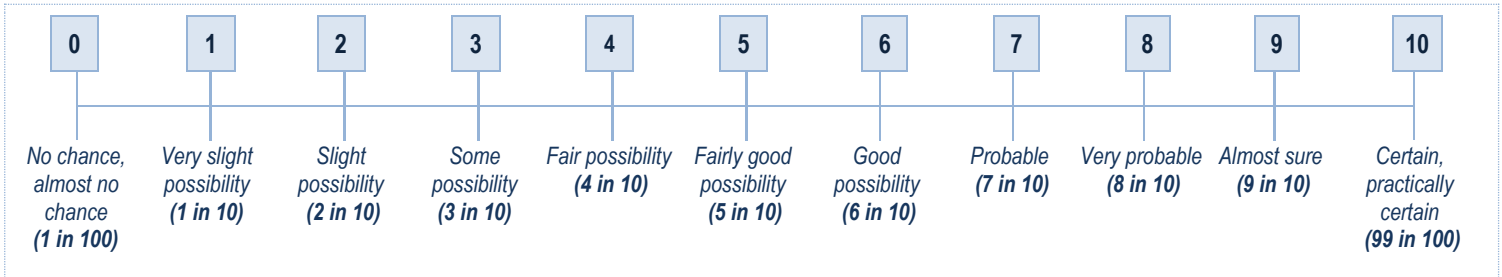 0 1 2 3 4 5 6 7 8 9 10
No chance,
almost no
chance
(1 in 100)
Very slight
possibility
(1 in 10)
Slight
possibility
(2 in 10)
Some
possibility
(3 in 10)
Fair possibility
(4 in 10)
Fairly good
possibility
(5 in 10)
Good
possibility
(6 in 10)
Probable
(7 in 10)
Very probable
(8 in 10)
Almost sure
(9 in 10)
Certain,
practically
certain
(99 in 100)